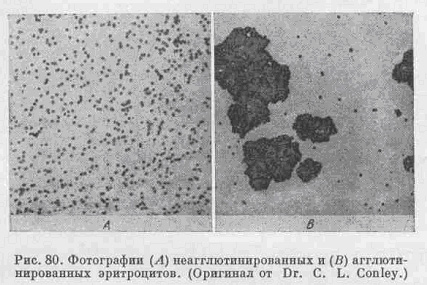 A
B
Рис. 80. Фотографии (A) неагглютинированных и (B) агглюти-
нированных эритроцитов. (Оригинал от Dr. C. L. Conley.)